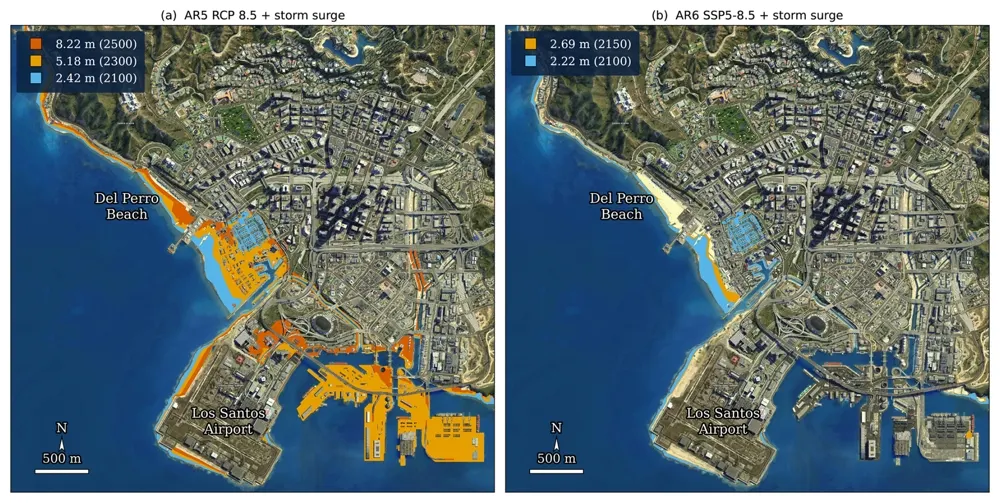 (a) AR5 RCP 8.5 + storm surge
8.22 m (2500)
5.18 m (2300)
2.42 m (2100)
Del Perro
Beach
Los Santos
Airport
N
500 m
(b) AR6 SSP5-8.5 + storm surge
2.69 m (2150)
2.22 m (2100)
Del Perro
Beach
Los Santos
Airport
N
500 m